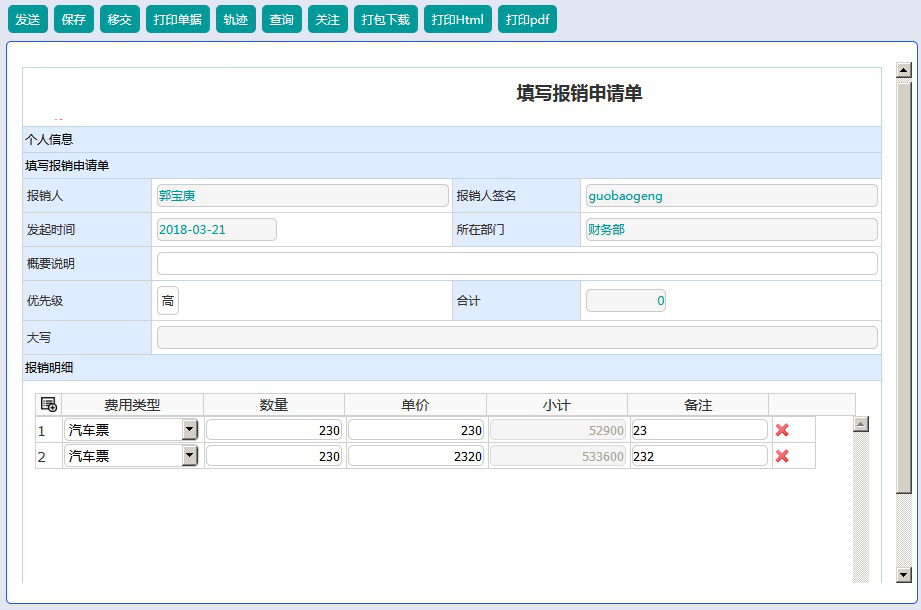 发送 保存 移交 打印单据 轨迹 查询 关注 打包下载 打印Html 打印pdf
填写报销申请单
个人信息
填写报销申请单
报销人 郭宝庚 报销人签名 guobaogeng
发起时间 2018-03-21 所在部门 财务部
概要说明
优先级 高 合计 0
大写
报销明细
费用类型 数量 单价 小计 备注
1 汽车票 230 230 52900 23
2 汽车票 230 2320 533600 232